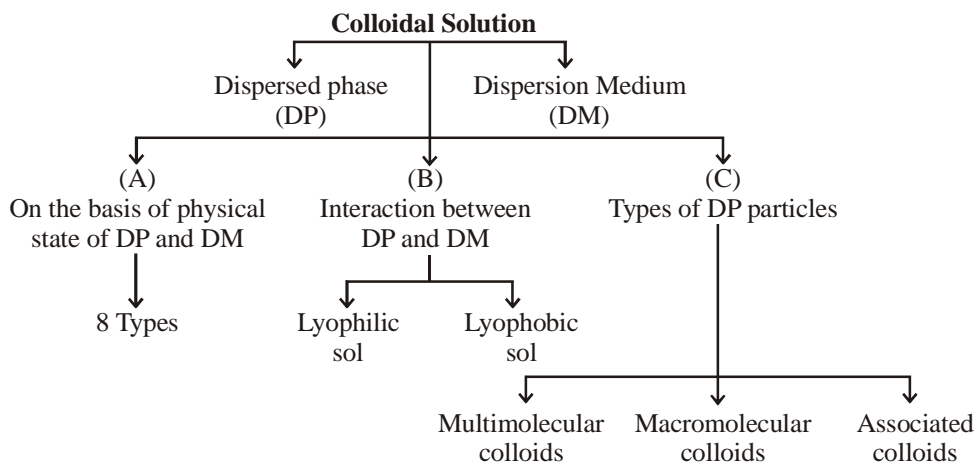 Colloidal Solution
Dispersed phase
(DP)
Dispersion Medium
(DM)
(A)
On the basis of physical
state of DP and DM
(B)
Interaction between
DP and DM
(C)
Types of DP particles
8 Types
Lyophilic
sol
Lyophobic
sol
Multimolecular
colloids
Macromolecular
colloids
Associated
colloids